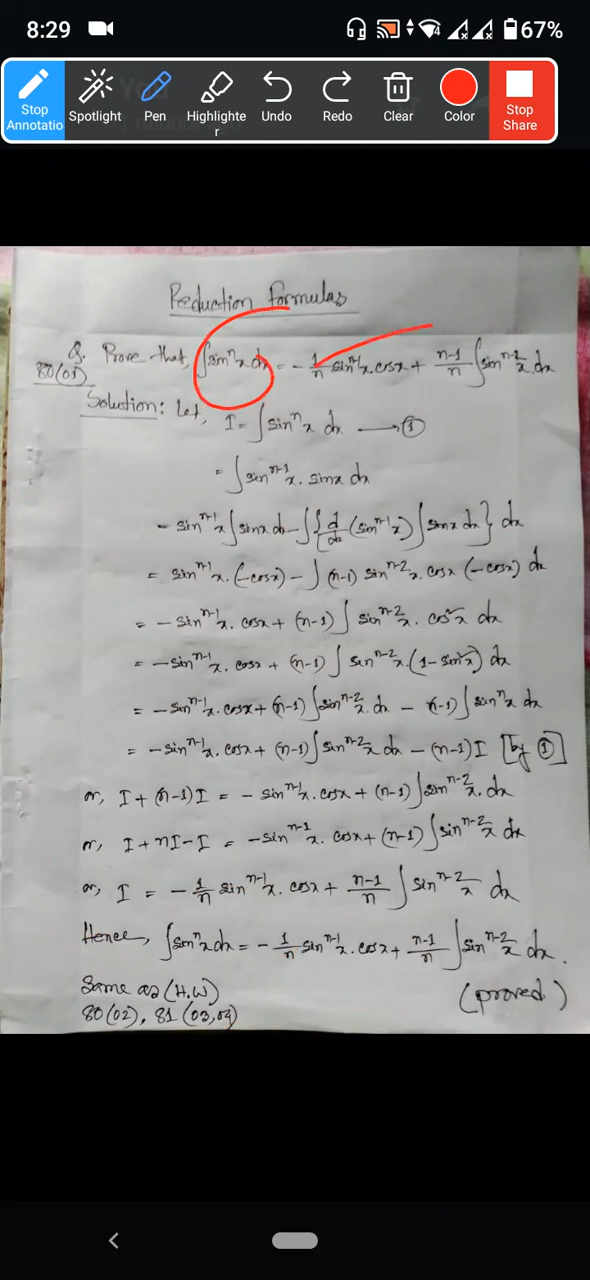 8:29 67%
Stop Annotatio Spotlight Pen Highlighter Undo Redo Clear Color Stop Share
Reduction Formulas
Q. Prove that, ∫sinⁿx dx = -1/n sinⁿ⁻¹x.cosx + n-1/n ∫sinⁿ⁻²x dx
80(01)
Solution: Let, I = ∫sinⁿx dx ⟶ ①
= ∫sinⁿ⁻¹x. sinx dx
= sinⁿ⁻¹x ∫sinx dx - ∫{d/dx (sinⁿ⁻¹x) ∫sinx dx} dx
= sinⁿ⁻¹x.(-cosx) - ∫(n-1) sinⁿ⁻²x. cosx (-cosx) dx
= -sinⁿ⁻¹x. cosx + (n-1)∫ sinⁿ⁻²x. cos²x dx
= -sinⁿ⁻¹x. cosx + (n-1)∫ sinⁿ⁻²x.(1-sin²x) dx
= -sinⁿ⁻¹x.cosx + (n-1)∫sinⁿ⁻²x.dx - (n-1)∫sinⁿx dx
= -sinⁿ⁻¹x. cosx + (n-1)∫sinⁿ⁻²x dx - (n-1)I [by ①]
or, I + (n-1)I = - sinⁿ⁻¹x.cosx + (n-1)∫sinⁿ⁻²x.dx
or, I + nI - I = -sinⁿ⁻¹x. cosx + (n-1)∫sinⁿ⁻²x dx
or, I = -1/n sinⁿ⁻¹x. cosx + n-1/n ∫sinⁿ⁻²x dx
Hence, ∫sinⁿx dx = -1/n sinⁿ⁻¹x.cosx + n-1/n ∫sinⁿ⁻²x dx.
Same as (H.W) (proved)
80(02), 81(03,04)